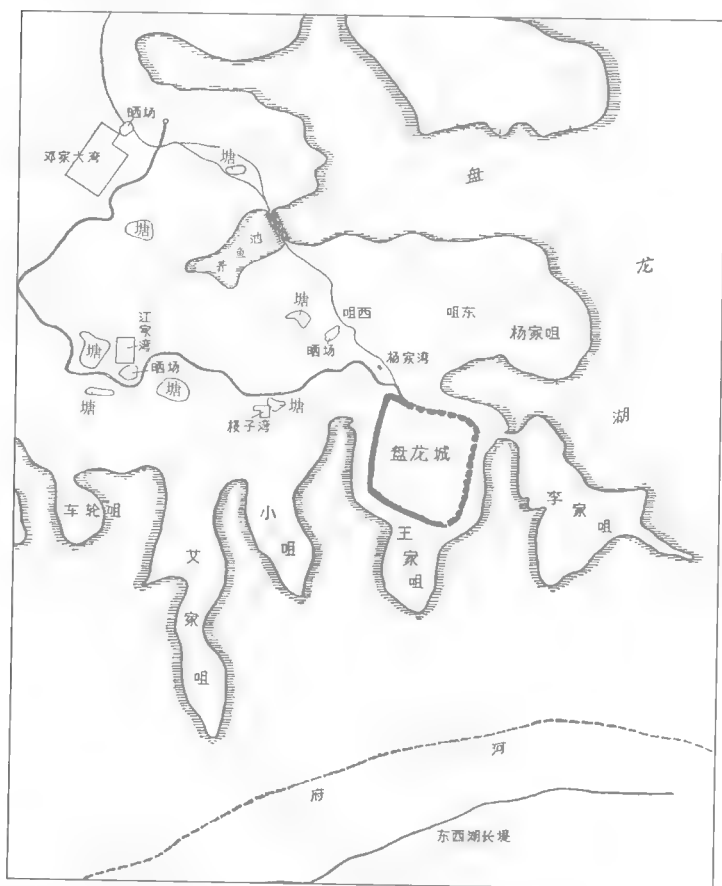 晒场
邓家大湾
塘
盘
养鱼池
塘
龙
塘
咀西
咀东
江家湾
杨家咀
塘
晒场
杨家湾
晒场
塘
塘
塘
楼子湾
湖
盘龙城
车轮咀
小咀
李家咀
王家咀
艾家咀
府河
东西湖长堤